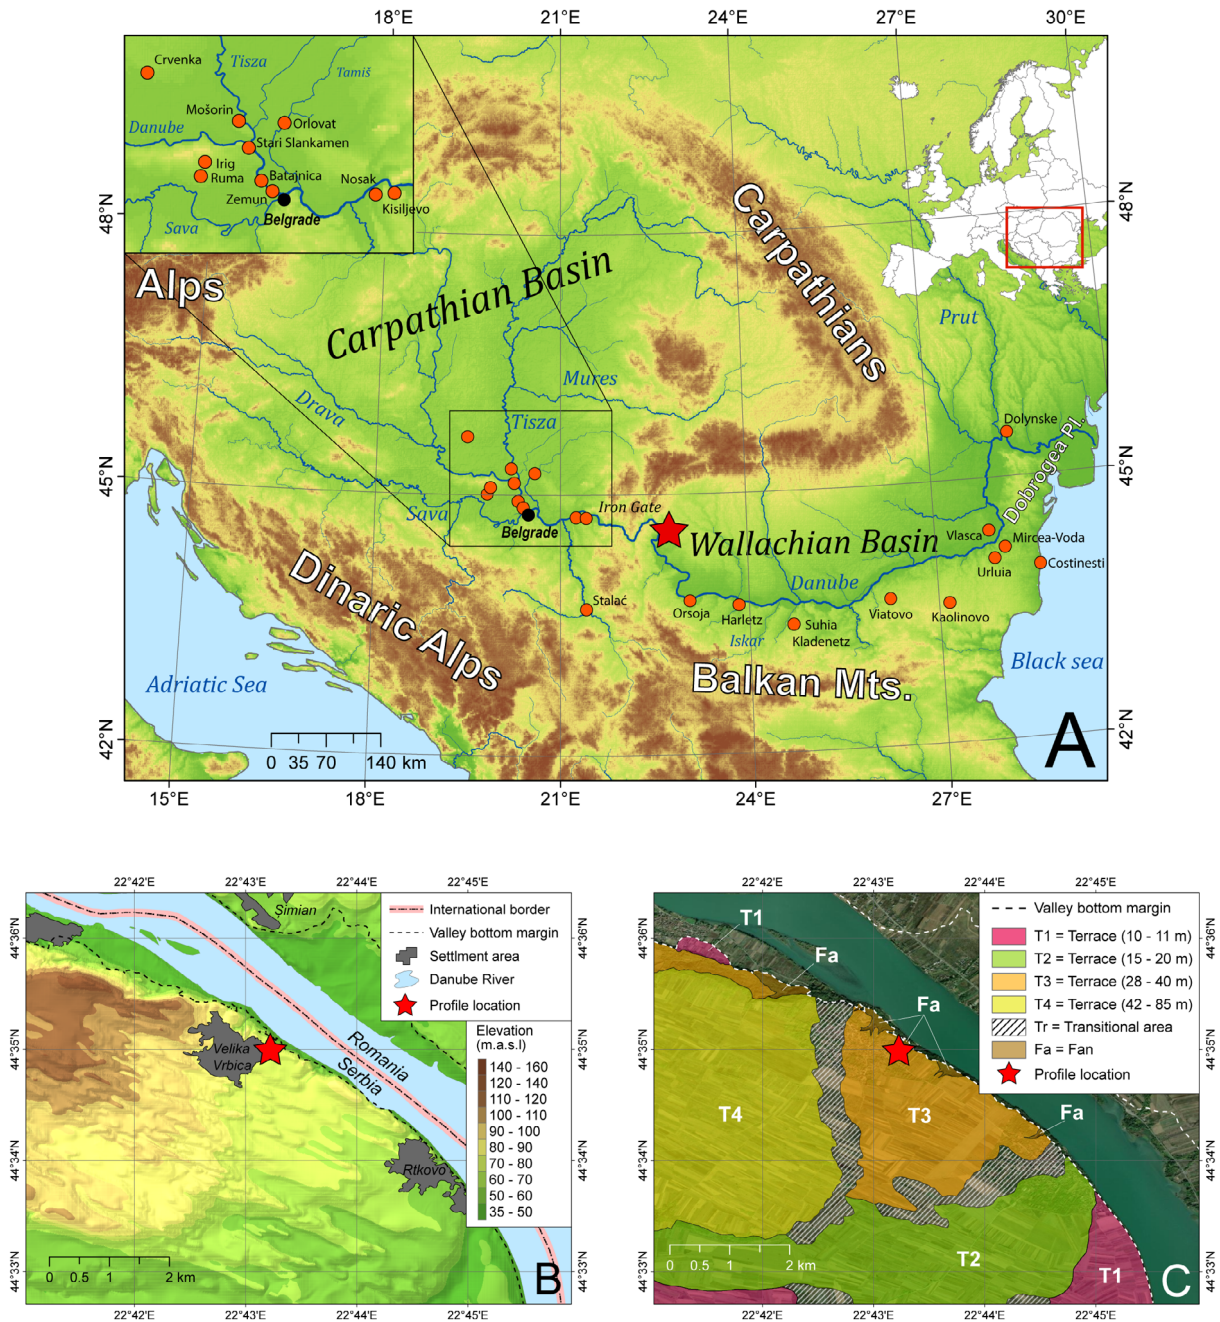 18°E
21°E
24°E
27°E
30°E
Crvenka
Tisza
Tamiš
Mošorin
Orlovat
Danube
Stari Slankamen
Irig
Ruma
Batajnica
Nosak
Zemun
Kisiljevo
Belgrade
Sava
48°N
48°N
Alps
Carpathian Basin
Carpathians
Prut
Mures
Drava
Tisza
Dolynske
45°N
45°N
Dobrogea Pl.
Sava
Iron Gate
Belgrade
Wallachian Basin
Vlasca
Mircea-Voda
Urluia
Costinesti
Danube
Dinaric Alps
Stalać
Orsoja
Harletz
Suhia
Kladenetz
Viatovo
Kaolinovo
Iskar
Black sea
Adriatic Sea
Balkan Mts.
42°N
42°N
A
0 35 70 140 km
15°E
18°E
21°E
24°E
27°E
22°42'E
22°43'E
22°44'E
22°45'E
44°36'N
44°36'N
Simian
International border
Valley bottom margin
Settlment area
Danube River
Profile location
44°35'N
44°35'N
Velika
Vrbica
Romania
Serbia
Elevation
(m.a.s.l)
140 - 160
120 - 140
110 - 120
100 - 110
90 - 100
80 - 90
70 - 80
60 - 70
50 - 60
35 - 50
44°34'N
44°34'N
Rtkovo
0 0.5 1 2 km
44°33'N
44°33'N
B
22°42'E
22°43'E
22°44'E
22°45'E
22°42'E
22°43'E
22°44'E
22°45'E
44°36'N
44°36'N
T1
Fa
Fa
Valley bottom margin
T1 = Terrace (10 - 11 m)
T2 = Terrace (15 - 20 m)
T3 = Terrace (28 - 40 m)
T4 = Terrace (42 - 85 m)
Tr = Transitional area
Fa = Fan
Profile location
44°35'N
44°35'N
T4
T3
Fa
44°34'N
44°34'N
T2
T1
0 0.5 1 2 km
44°33'N
44°33'N
C
22°42'E
22°43'E
22°44'E
22°45'E